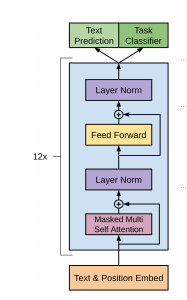 Text
Prediction
Task
Classifier
Layer Norm
+
Feed Forward
12x
Layer Norm
+
Masked Multi
Self Attention
Text & Position Embed